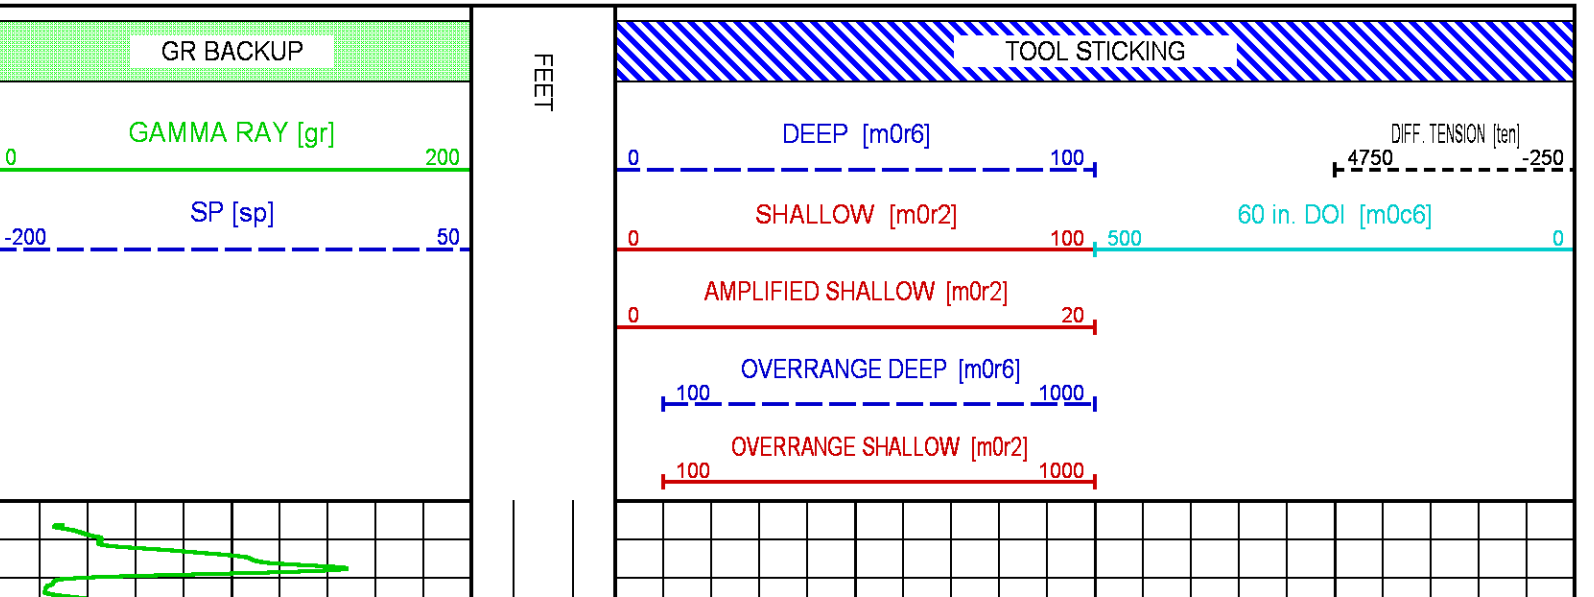 GR BACKUP
FEET
TOOL STICKING
GAMMA RAY [gr]
0 200
SP [sp]
-200 50
DEEP [m0r6]
0 100
DIFF. TENSION [ten]
4750 -250
SHALLOW [m0r2]
0 100
60 in. DOI [m0c6]
500 0
AMPLIFIED SHALLOW [m0r2]
0 20
OVERRANGE DEEP [m0r6]
100 1000
OVERRANGE SHALLOW [m0r2]
100 1000